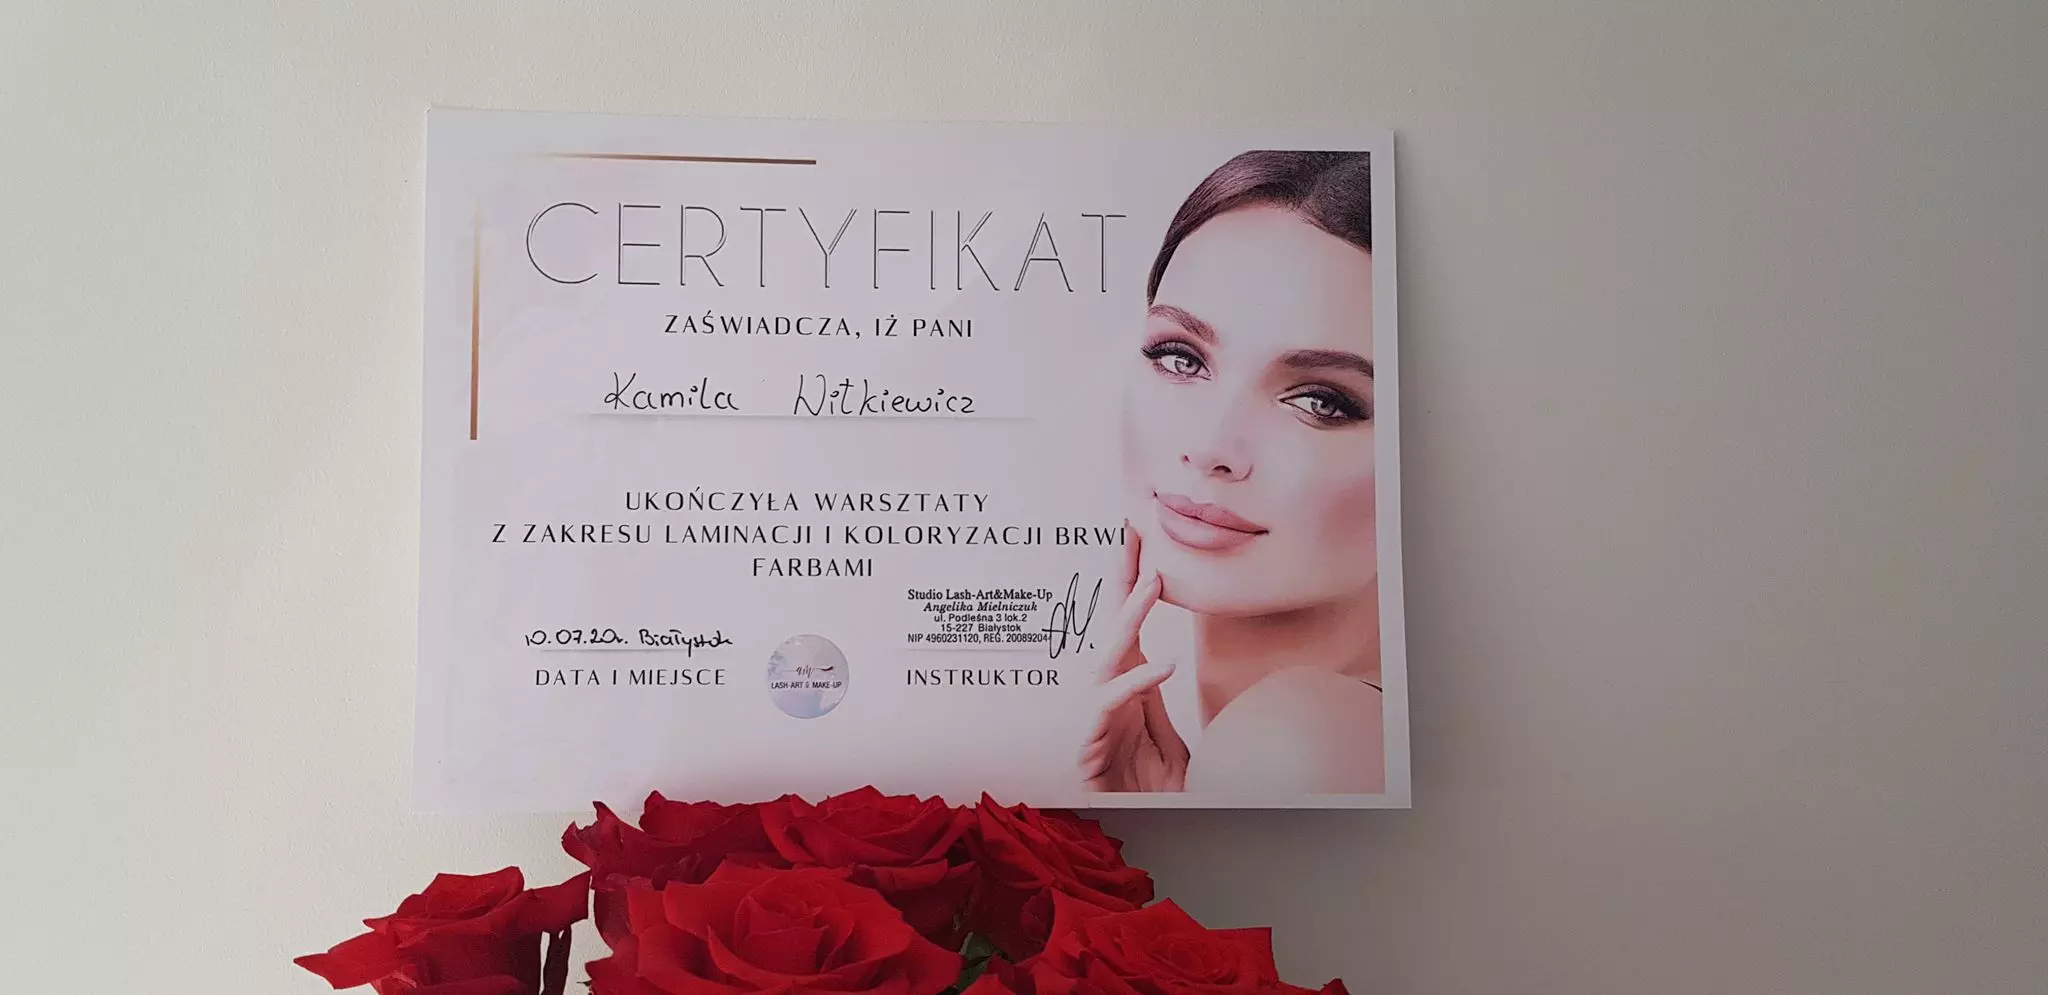 CERTYFIKAT
ZAŚWIADCZA, IŻ PANI
Kamila Witkiewicz
UKOŃCZYŁA WARSZTATY
Z ZAKRESU LAMINACJI I KOLORYZACJI BRWI
FARBAMI
10.07.20r. Białystok
DATA I MIEJSCE
LASH-ART & MAKE-UP
Studio Lash-Art&Make-Up
Angelika Mielniczuk
ul. Podleśna 3 lok.2
15-227 Białystok
NIP 4960231120, REG. 20089204
INSTRUKTOR